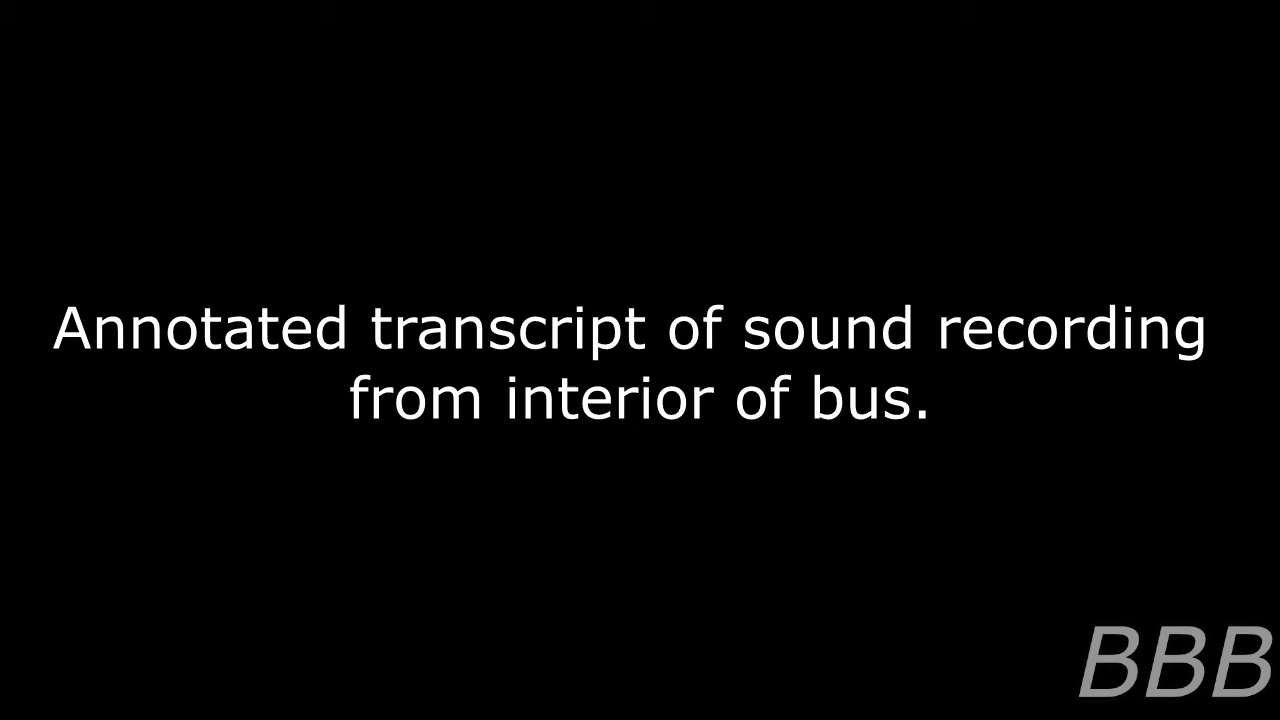 Annotated transcript of sound recording
from interior of bus.
BBB